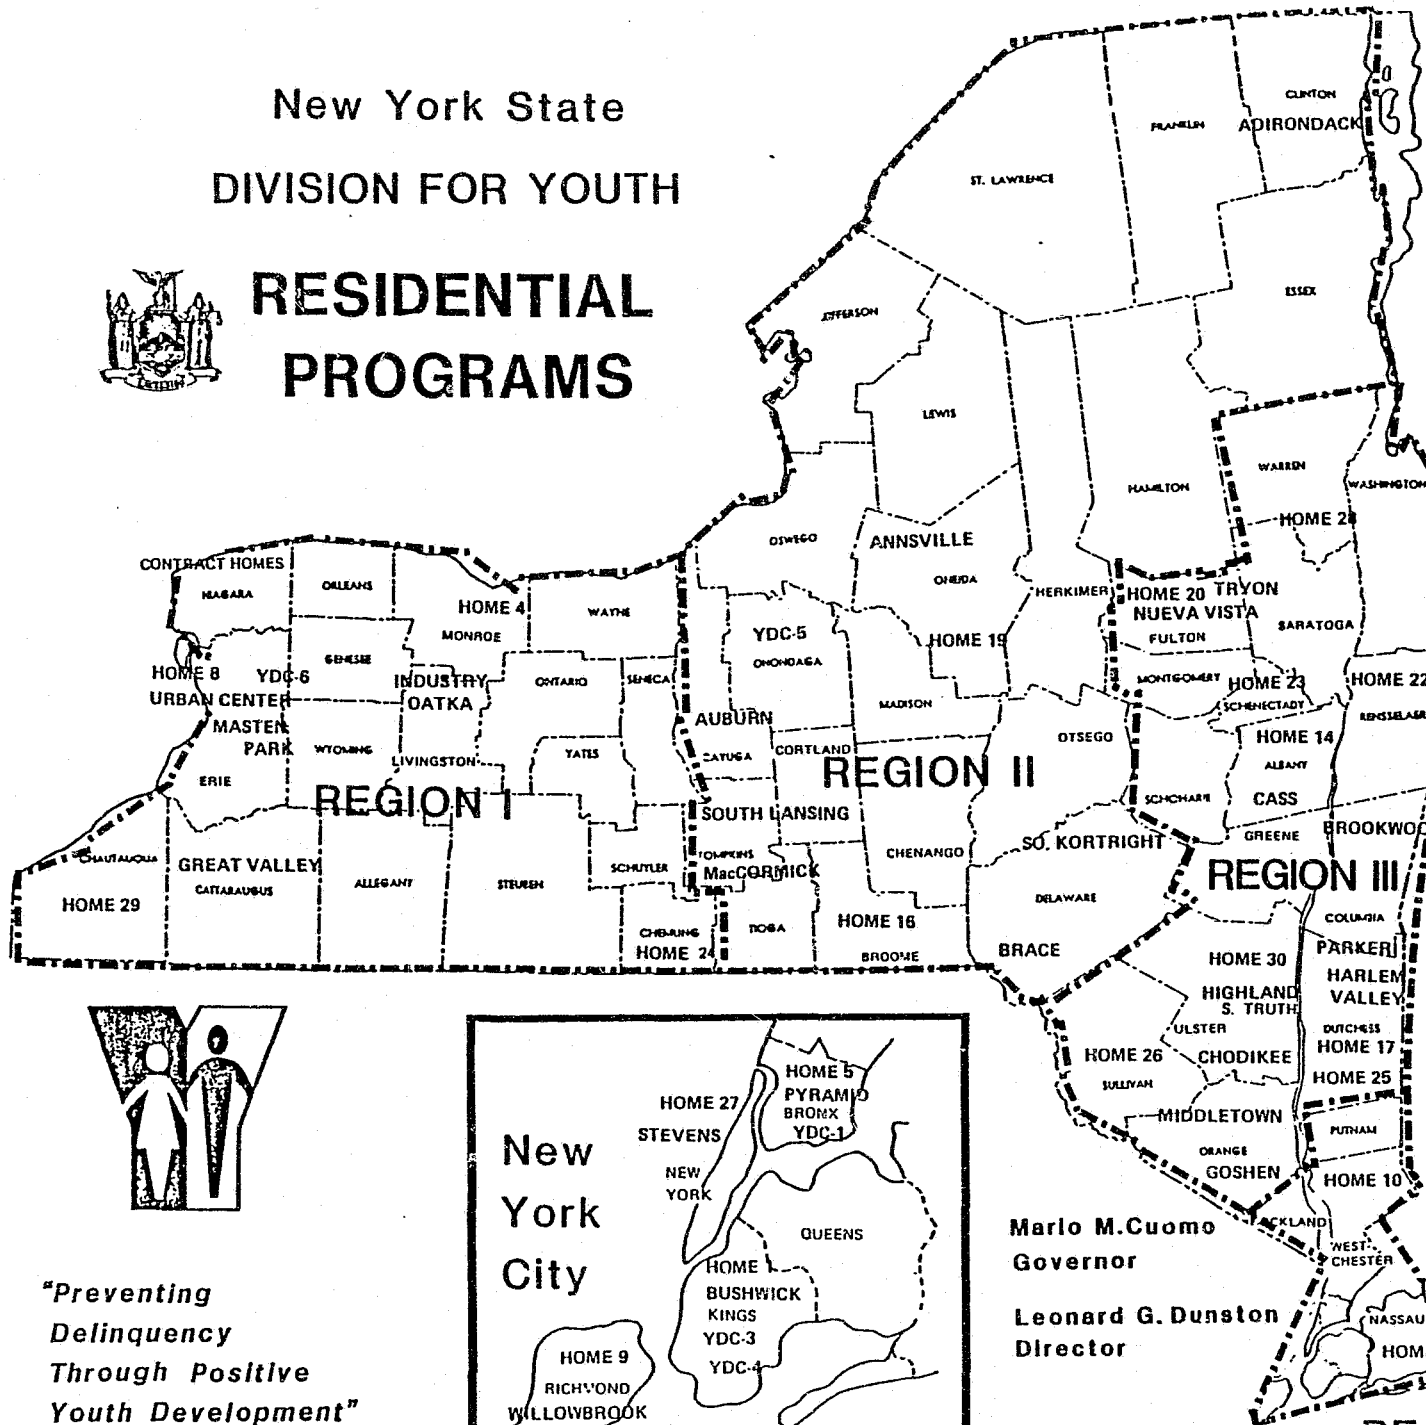 New York State
DIVISION FOR YOUTH
RESIDENTIAL
PROGRAMS
CLINTON
FRANKLIN
ADIRONDACK
ST. LAWRENCE
ESSEX
JEFFERSON
LEWIS
WARREN
HAMILTON
WASHINGTON
HOME 28
OSWEGO
ANNSVILLE
CONTRACT HOMES
NIAGARA
ORLEANS
ONEIDA
HERKIMER
HOME 20
TRYON
NUEVA VISTA
HOME 4
WAYNE
MONROE
YDC-5
HOME 19
FULTON
SARATOGA
GENESEE
ONONDAGA
HOME 8
YDC-6
INDUSTRY
ONTARIO
SENECA
MONTGOMERY
HOME 23
HOME 22
URBAN CENTER
OATKA
MADISON
SCHENECTADY
MASTEN
PARK
AUBURN
RENSSELAER
WYOMING
LIVINGSTON
YATES
CAYUGA
CORTLAND
OTSEGO
HOME 14
ALBANY
ERIE
REGION I
REGION II
SCHOHARIE
CASS
SOUTH LANSING
GREENE
BROOKWOO
CHAUTAUQUA
GREAT VALLEY
CATTARAUGUS
ALLEGANY
STEUBEN
SCHUYLER
TOMPKINS
MacCORMICK
CHENANGO
SO. KORTRIGHT
REGION III
HOME 29
DELAWARE
CHEMUNG
HOME 24
TIOGA
HOME 16
BROOME
BRACE
COLUMBIA
PARKER
HOME 30
HARLEM
VALLEY
HIGHLAND
S. TRUTH
ULSTER
DUTCHESS
HOME 17
HOME 26
CHODIKEE
SULLIVAN
HOME 25
MIDDLETOWN
PUTNAM
ORANGE
GOSHEN
HOME 10
OCKLAND
WEST-
CHESTER
NASSAU
HOM
New
York
City
HOME 5
PYRAMID
BRONX
YDC-1
HOME 27
STEVENS
NEW
YORK
QUEENS
HOME 1
BUSHWICK
KINGS
YDC-3
YDC-4
HOME 9
RICHMOND
WILLOWBROOK
Mario M.Cuomo
Governor
Leonard G. Dunston
Director
"Preventing
Delinquency
Through Positive
Youth Development"